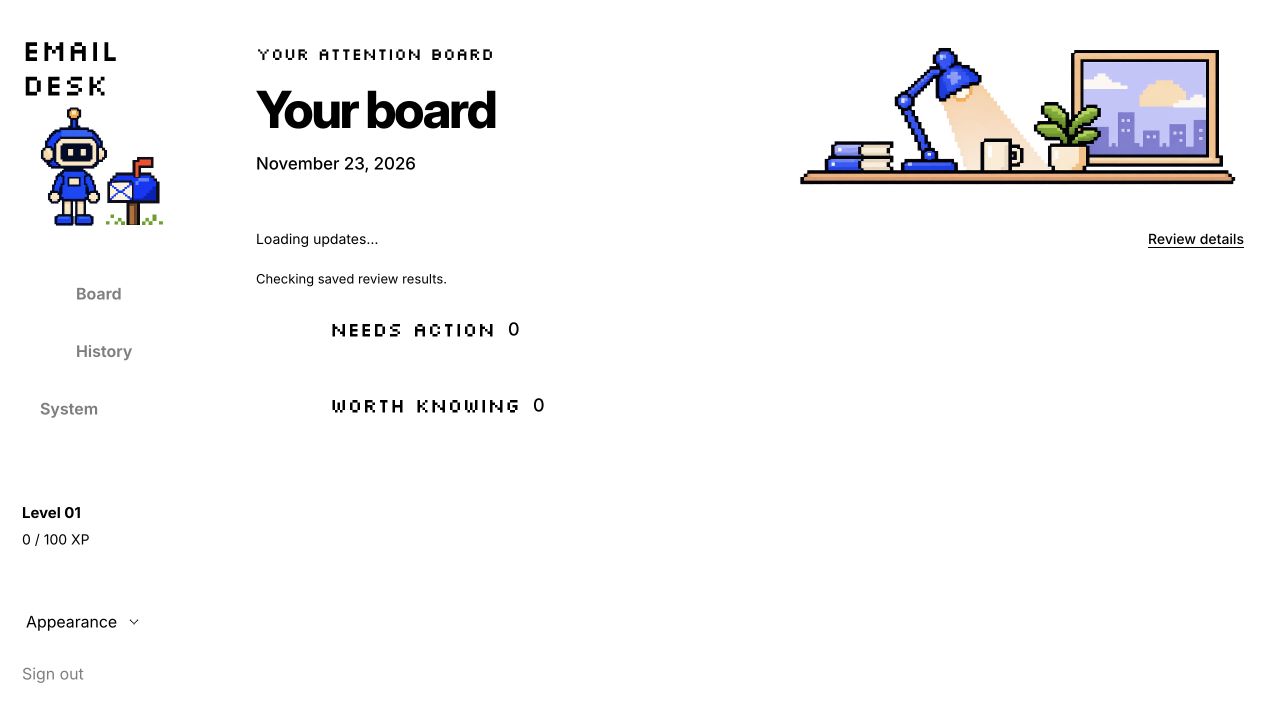 EMAIL
DESK
Board
History
System
Level 01
0 / 100 XP
Appearance
Sign out
YOUR ATTENTION BOARD
Your board
November 23, 2026
Loading updates...
Review details
Checking saved review results.
NEEDS ACTION 0
WORTH KNOWING 0